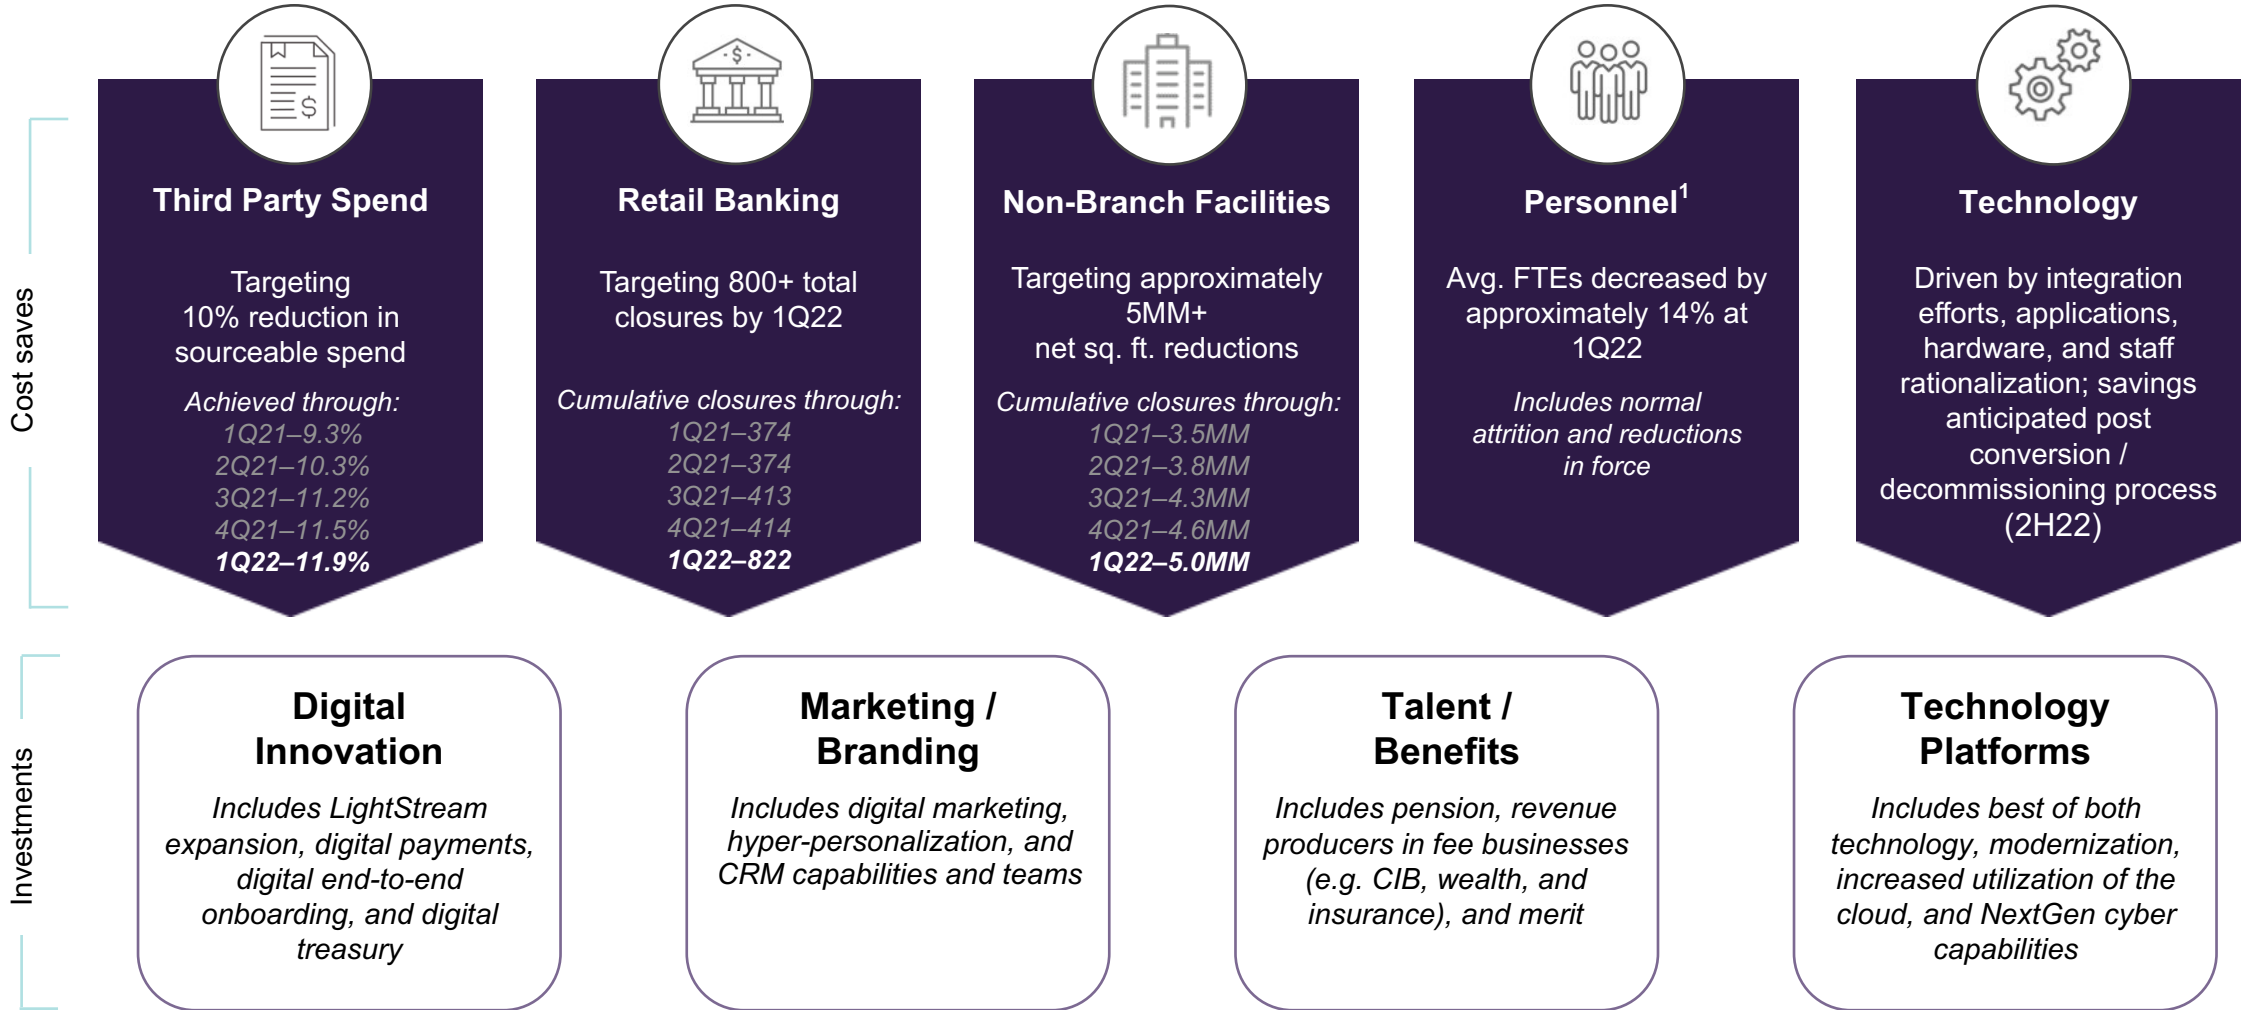 Cost saves
Third Party Spend
Targeting
10% reduction in
sourceable spend
Achieved through:
1Q21–9.3%
2Q21–10.3%
3Q21–11.2%
4Q21–11.5%
1Q22–11.9%
Retail Banking
Targeting 800+ total
closures by 1Q22
Cumulative closures through:
1Q21–374
2Q21–374
3Q21–413
4Q21–414
1Q22–822
Non-Branch Facilities
Targeting approximately
5MM+
net sq. ft. reductions
Cumulative closures through:
1Q21–3.5MM
2Q21–3.8MM
3Q21–4.3MM
4Q21–4.6MM
1Q22–5.0MM
Personnel¹
Avg. FTEs decreased by
approximately 14% at
1Q22
Includes normal
attrition and reductions
in force
Technology
Driven by integration
efforts, applications,
hardware, and staff
rationalization; savings
anticipated post
conversion /
decommissioning process
(2H22)
Investments
Digital
Innovation
Includes LightStream
expansion, digital payments,
digital end-to-end
onboarding, and digital
treasury
Marketing /
Branding
Includes digital marketing,
hyper-personalization, and
CRM capabilities and teams
Talent /
Benefits
Includes pension, revenue
producers in fee businesses
(e.g. CIB, wealth, and
insurance), and merit
Technology
Platforms
Includes best of both
technology, modernization,
increased utilization of the
cloud, and NextGen cyber
capabilities